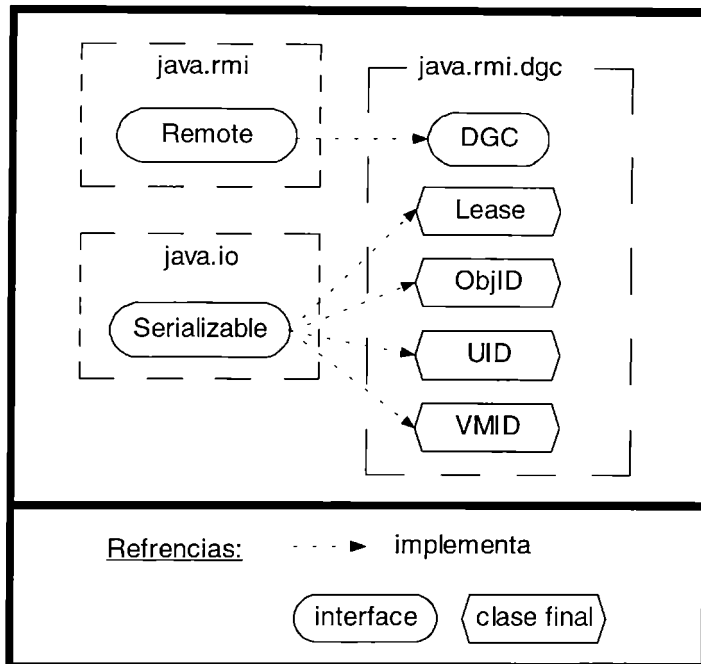 java.rmi
Remote
java.rmi.dgc
DGC
Lease
ObjID
UID
VMID
java.io
Serializable
Refrencias:
implementa
interface
clase final